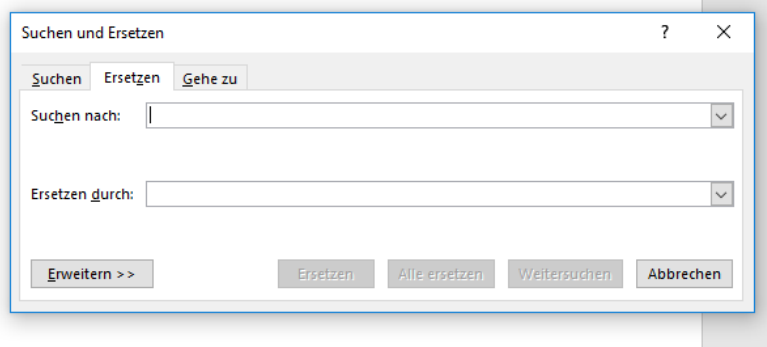 Suchen und Ersetzen ?
Suchen Ersetzen Gehe zu
Suchen nach:
Ersetzen durch:
Erweitern >> Ersetzen Alle ersetzen Weitersuchen Abbrechen